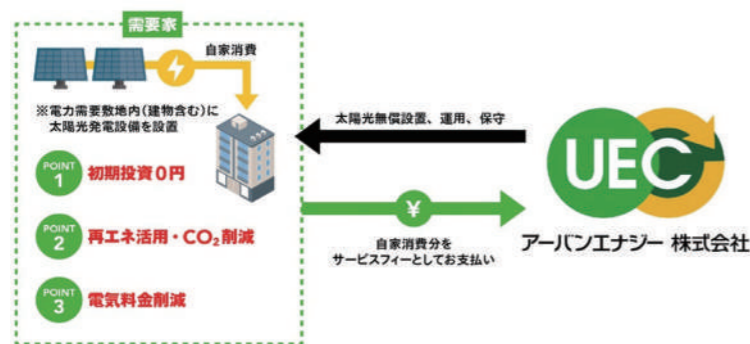 需要家
自家消費
※電力需要敷地内(建物含む)に
太陽光発電設備を設置
POINT
1
初期投資0円
POINT
2
再エネ活用・CO₂削減
POINT
3
電気料金削減
太陽光無償設置、運用、保守
¥
自家消費分を
サービスフィーとしてお支払い
UEC
アーバンエナジー 株式会社